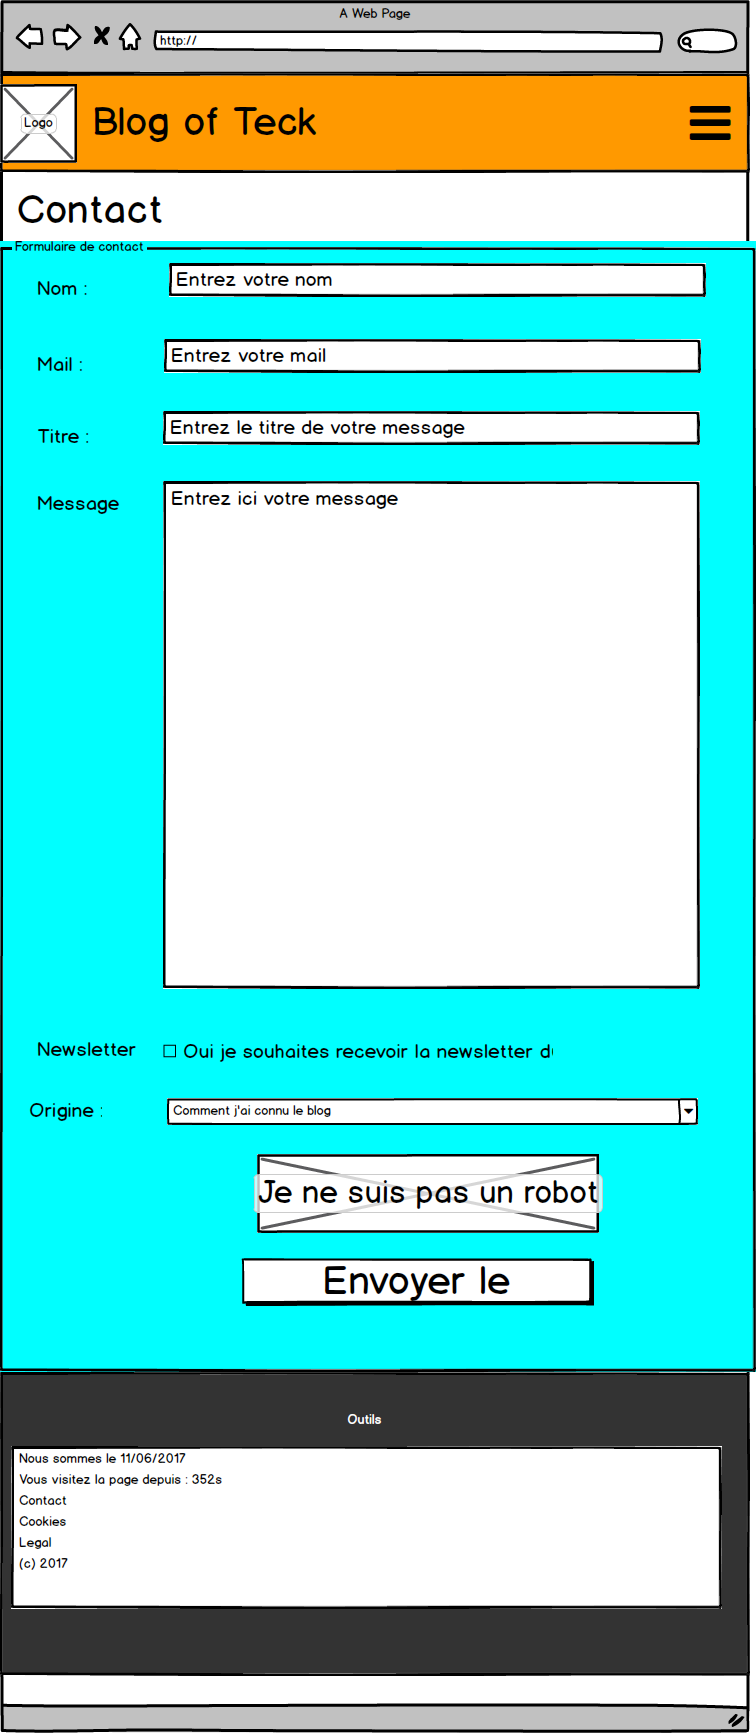 A Web Page
http://
Logo
Blog of Teck
Contact
Formulaire de contact
Nom :
Entrez votre nom
Mail :
Entrez votre mail
Titre :
Entrez le titre de votre message
Message
Entrez ici votre message
Newsletter
Oui je souhaites recevoir la newsletter
Origine :
Comment j'ai connu le blog
Je ne suis pas un robot
Envoyer le
Outils
Nous sommes le 11/06/2017
Vous visitez la page depuis : 352s
Contact
Cookies
Legal
(c) 2017